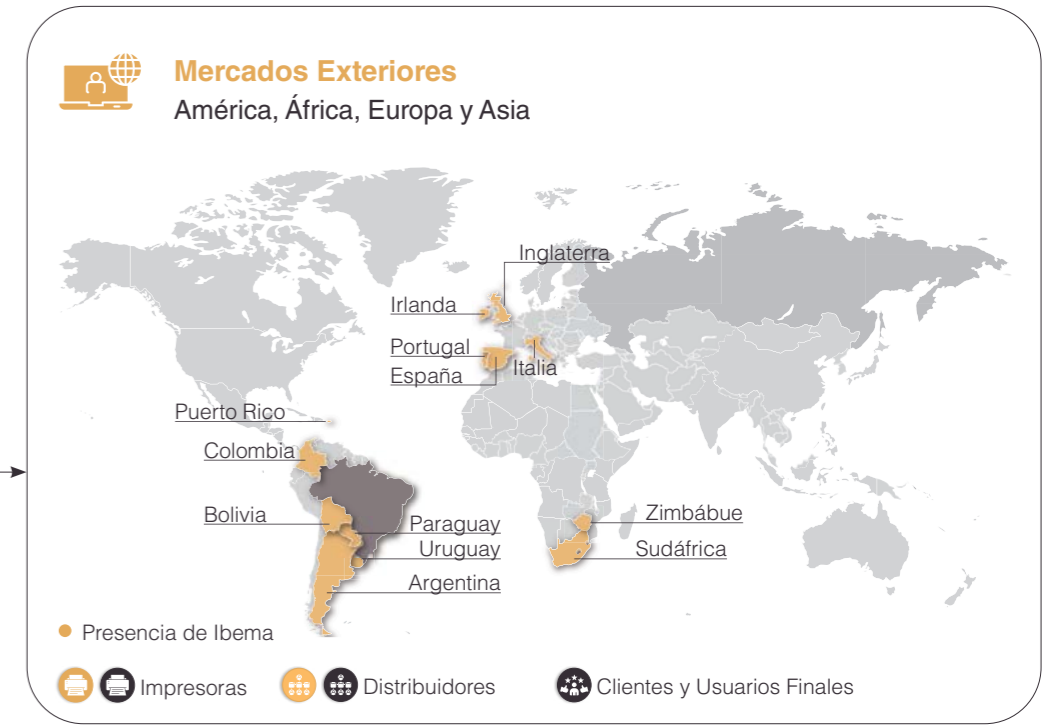 Mercados Exteriores
América, África, Europa y Asia
Inglaterra
Irlanda
Portugal
España
Italia
Puerto Rico
Colombia
Bolivia
Paraguay
Uruguay
Argentina
Zimbábue
Sudáfrica
Presencia de Ibema
Impresoras
Distribuidores
Clientes y Usuarios Finales